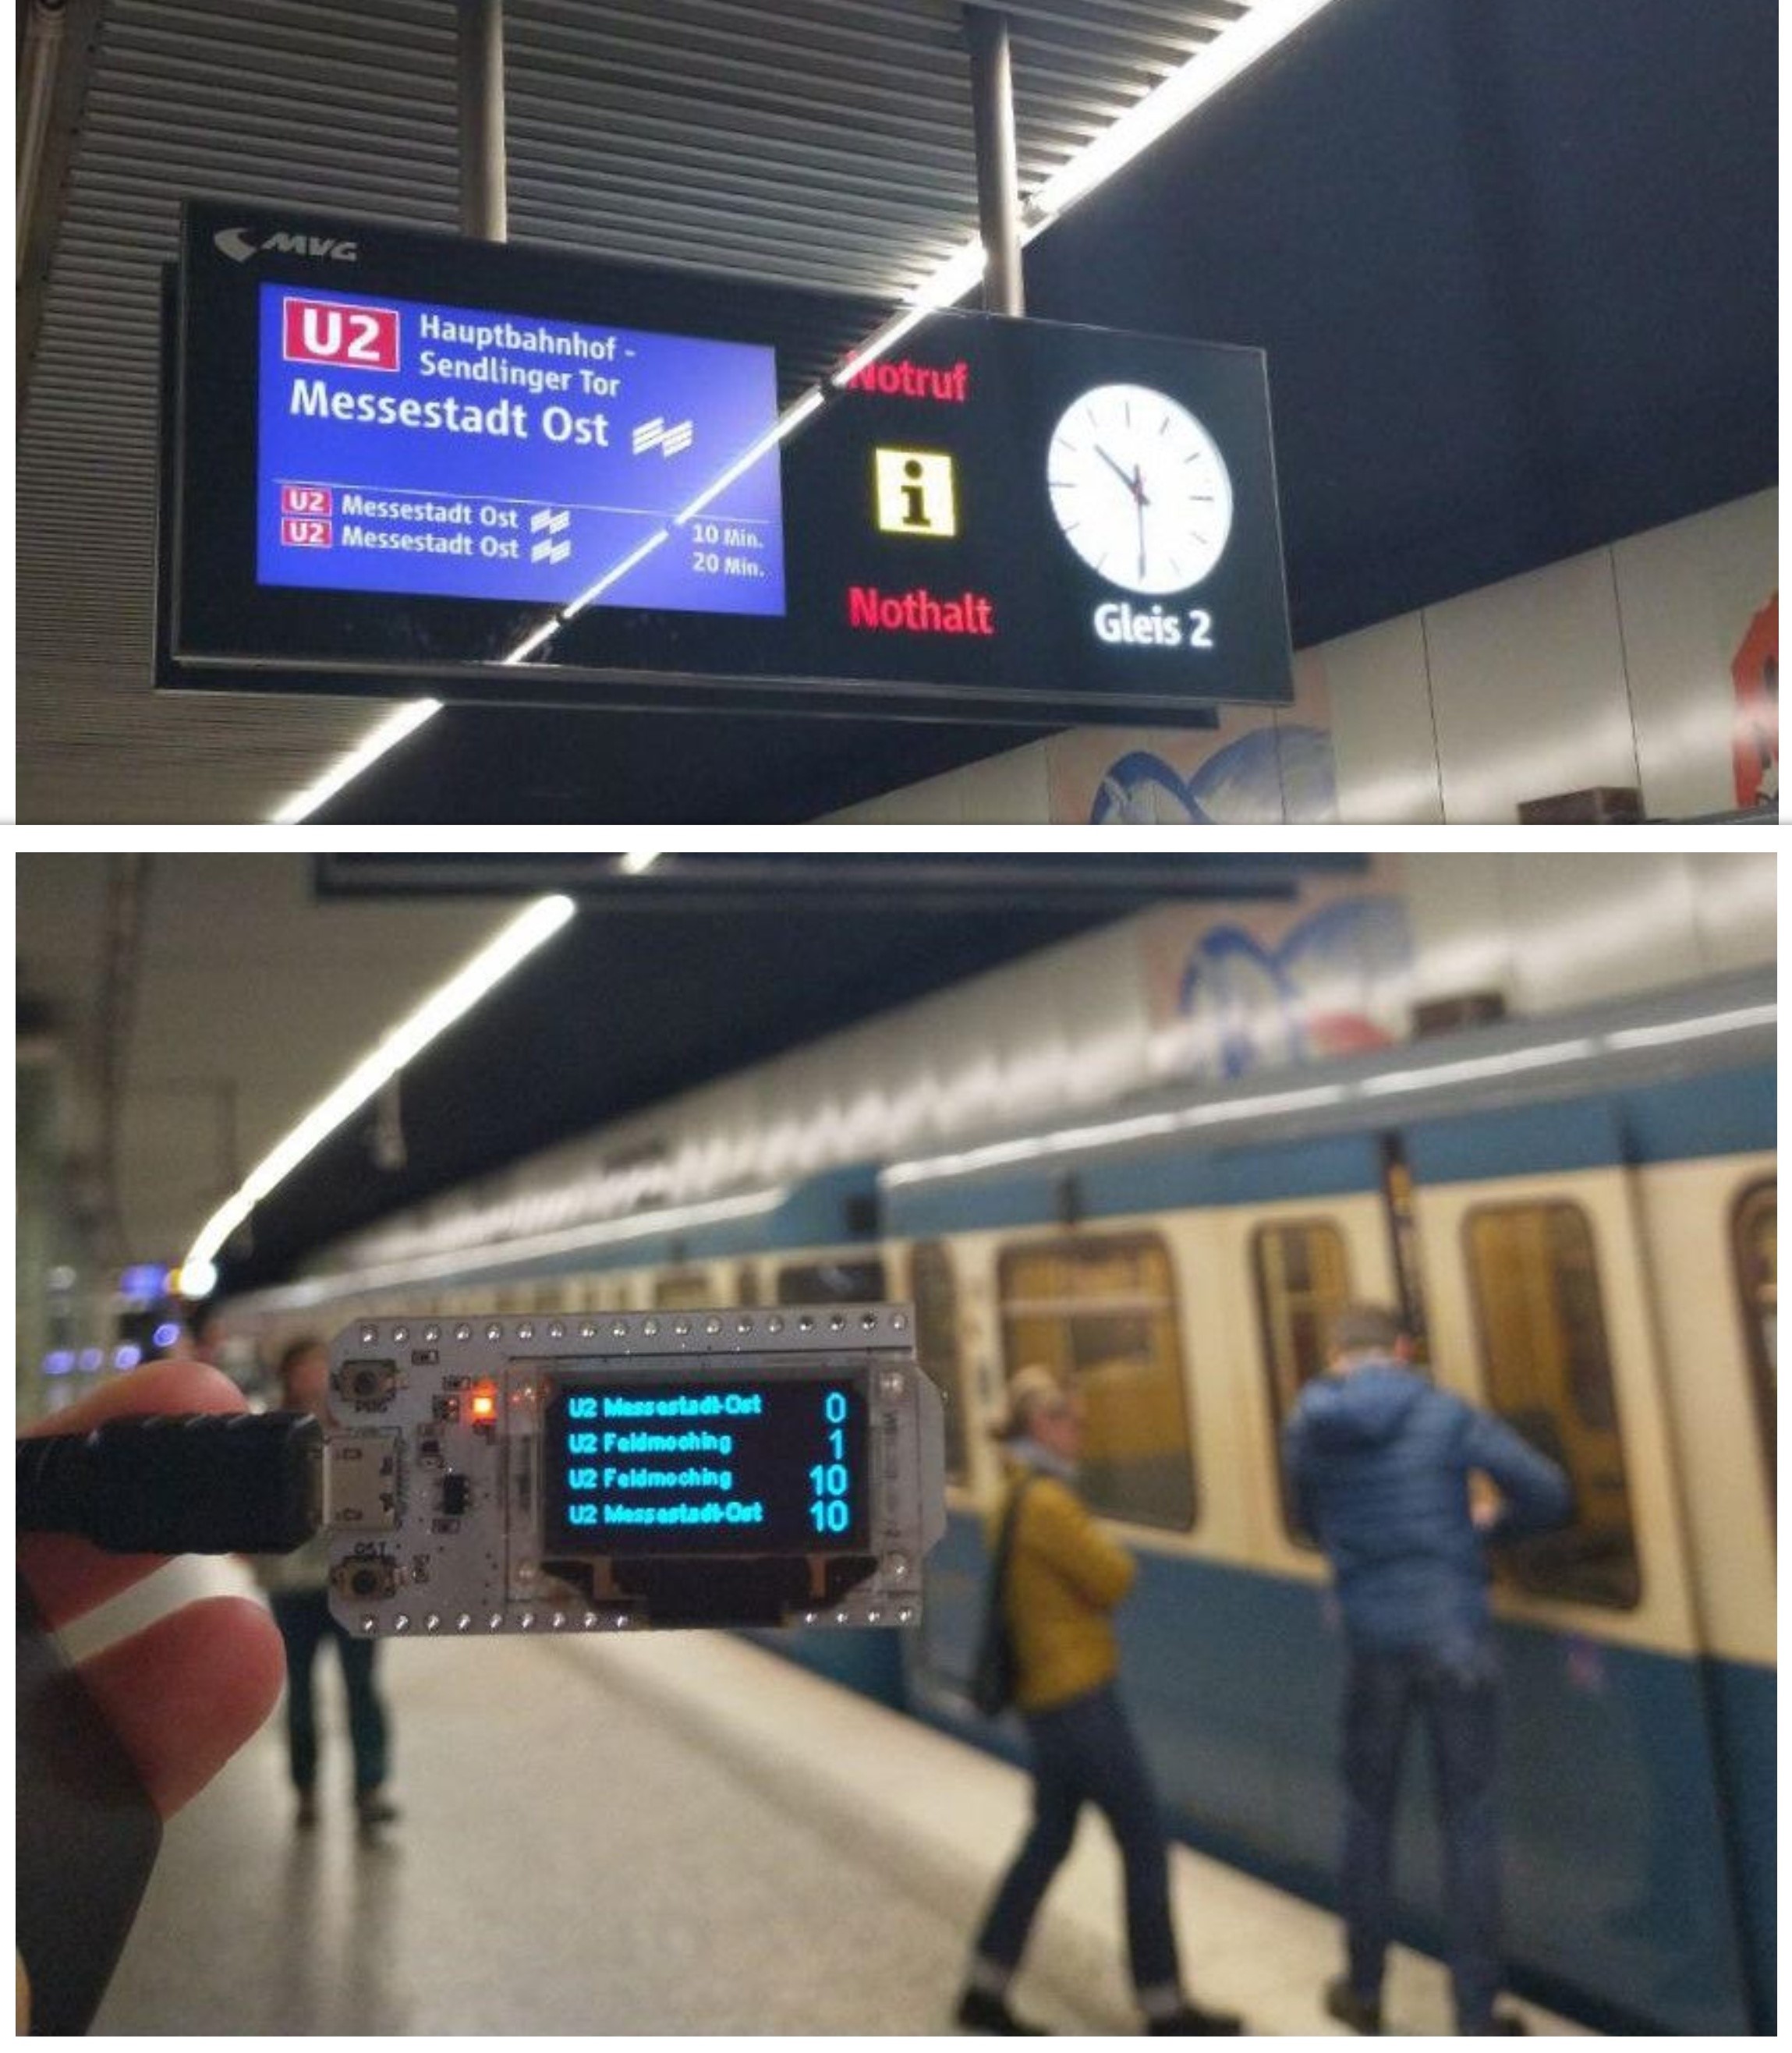 MVG
U2 Hauptbahnhof -
Sendlinger Tor
Messestadt Ost
U2 Messestadt Ost 10 Min.
U2 Messestadt Ost 20 Min.
Notruf
i
Nothalt
Gleis 2
U2 Messestadt-Ost 0
U2 Feldmoching 1
U2 Feldmoching 10
U2 Messestadt-Ost 10
PRG
RST